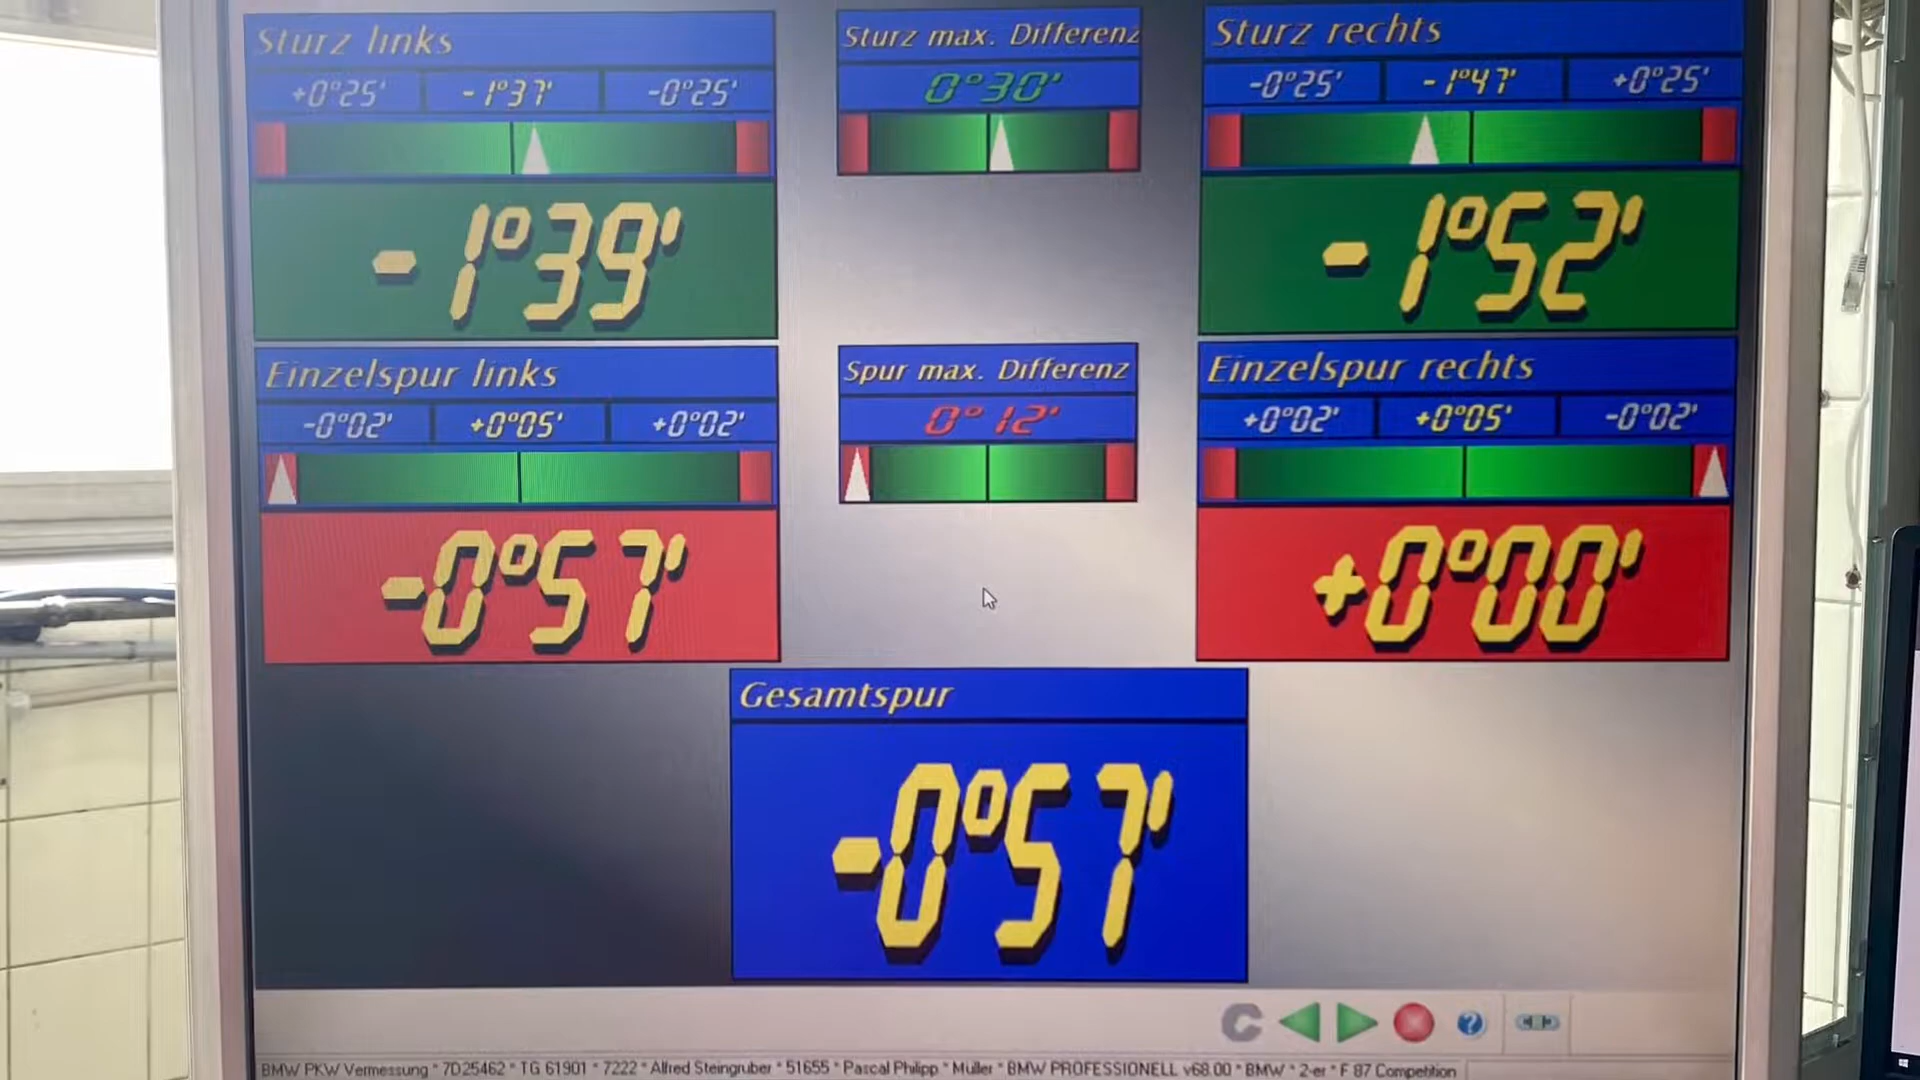 Sturz links
+0°25' -1°37' -0°25'
-1°39'
Sturz max. Differenz
0°30'
Sturz rechts
-0°25' -1°47' +0°25'
-1°52'
Einzelspur links
-0°02' +0°05' +0°02'
-0°57'
Spur max. Differenz
0°12'
Einzelspur rechts
+0°02' +0°05' -0°02'
+0°00'
Gesamtspur
-0°57'
C
?
BMW PKW Vermessung * 7D25462 * TG 61901 * 7222 * Alfred Steingruber * 51655 * Pascal Philipp * Müller * BMW PROFESSIONELL v68.00 * BMW * 2-er * F 87 Competition